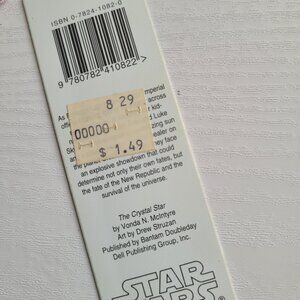 ISBN 0-7824-1082-0
9 780782 410822 >
8 29
00000
$ 1.49
As
mperial
across
kid-
Luke
sun
ealer on
the planet
they face
an explosive showdown that could
determine not only their own fates, but
the fate of the New Republic and the
survival of the universe.
The Crystal Star
by Vonda N. McIntyre
Art by Drew Struzan
Published by Bantam Doubleday
Dell Publishing Group, Inc.
STAR
WARS